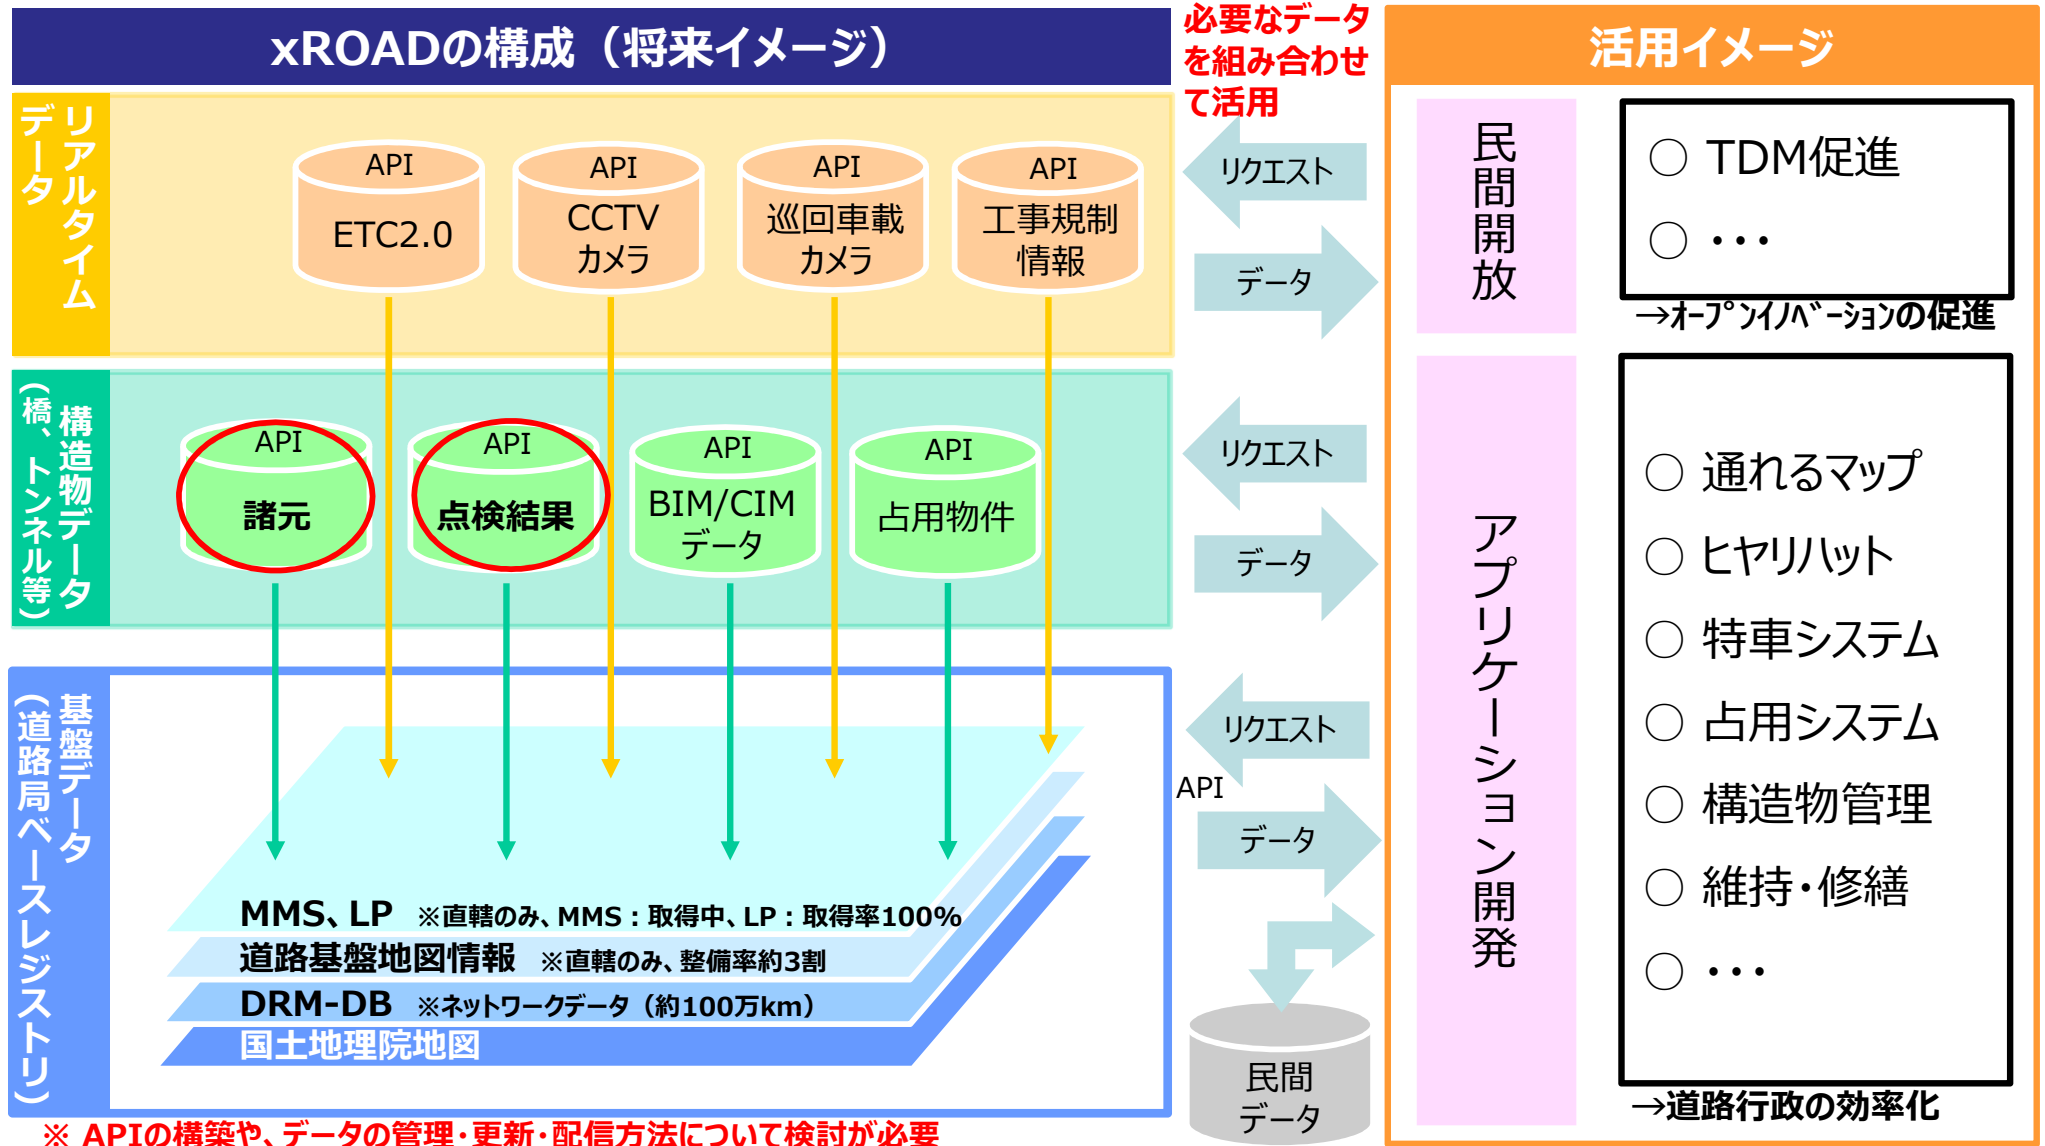 xROADの構成（将来イメージ）
必要なデータ
を組み合わせ
て活用
活用イメージ
リアルタイム
データ
API
ETC2.0
API
CCTV
カメラ
API
巡回車載
カメラ
API
工事規制
情報
リクエスト
データ
民間開放
○ TDM促進
○ ・・・
→ｵｰﾌﾟﾝｲﾉﾍﾞｰｼｮﾝの促進
構造物データ
（橋、トンネル等）
API
諸元
API
点検結果
API
BIM/CIM
データ
API
占用物件
リクエスト
データ
アプリケーション開発
○ 通れるマップ
○ ヒヤリハット
○ 特車システム
○ 占用システム
○ 構造物管理
○ 維持・修繕
○ ・・・
→道路行政の効率化
基盤データ
（道路局ベースレジストリ）
MMS、LP ※直轄のみ、MMS：取得中、LP：取得率100%
道路基盤地図情報 ※直轄のみ、整備率約3割
DRM-DB ※ネットワークデータ（約100万km）
国土地理院地図
リクエスト
API
データ
民間
データ
※ APIの構築や、データの管理・更新・配信方法について検討が必要